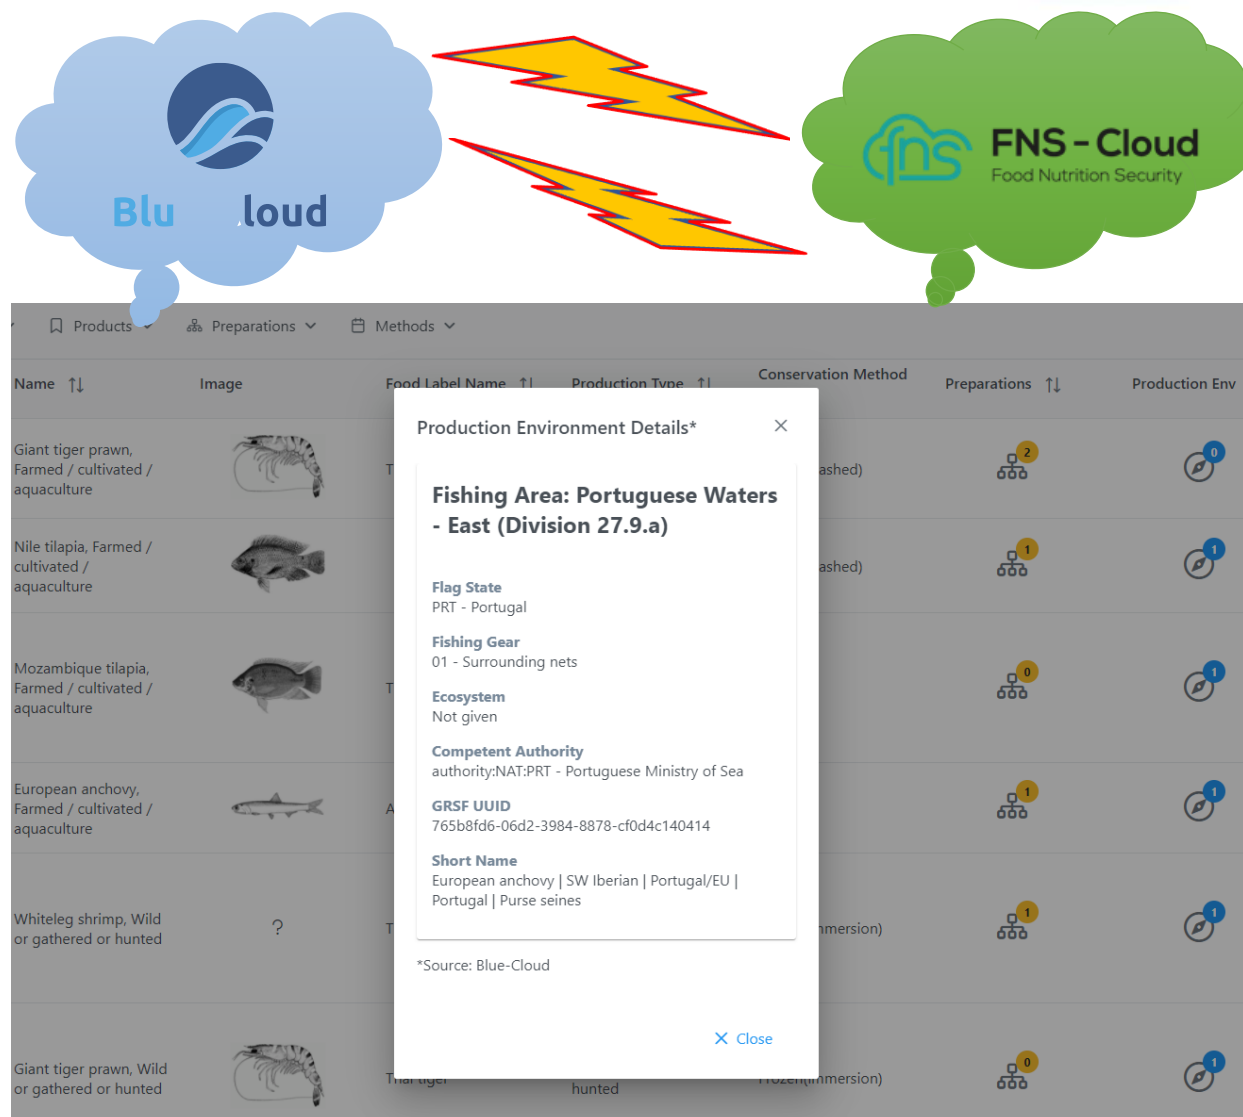 Blu .loud
fns
FNS - Cloud
Food Nutrition Security
Products
Preparations
Methods
Name
Image
Food Label Name
Production Type
Conservation Method
Preparations
Production Env
Production Environment Details*
Fishing Area: Portuguese Waters
- East (Division 27.9.a)
Flag State
PRT - Portugal
Fishing Gear
01 - Surrounding nets
Ecosystem
Not given
Competent Authority
authority:NAT:PRT - Portuguese Ministry of Sea
GRSF UUID
765b8fd6-06d2-3984-8878-cf0d4c140414
Short Name
European anchovy | SW Iberian | Portugal/EU |
Portugal | Purse seines
*Source: Blue-Cloud
Close
Giant tiger prawn,
Farmed / cultivated /
aquaculture
T
ashed)
2
0
Nile tilapia, Farmed /
cultivated /
aquaculture
ashed)
1
1
Mozambique tilapia,
Farmed / cultivated /
aquaculture
T
0
1
European anchovy,
Farmed / cultivated /
aquaculture
A
1
1
Whiteleg shrimp, Wild
or gathered or hunted
?
T
mmersion)
1
1
Giant tiger prawn, Wild
or gathered or hunted
hunted
Frozen(immersion)
0
1